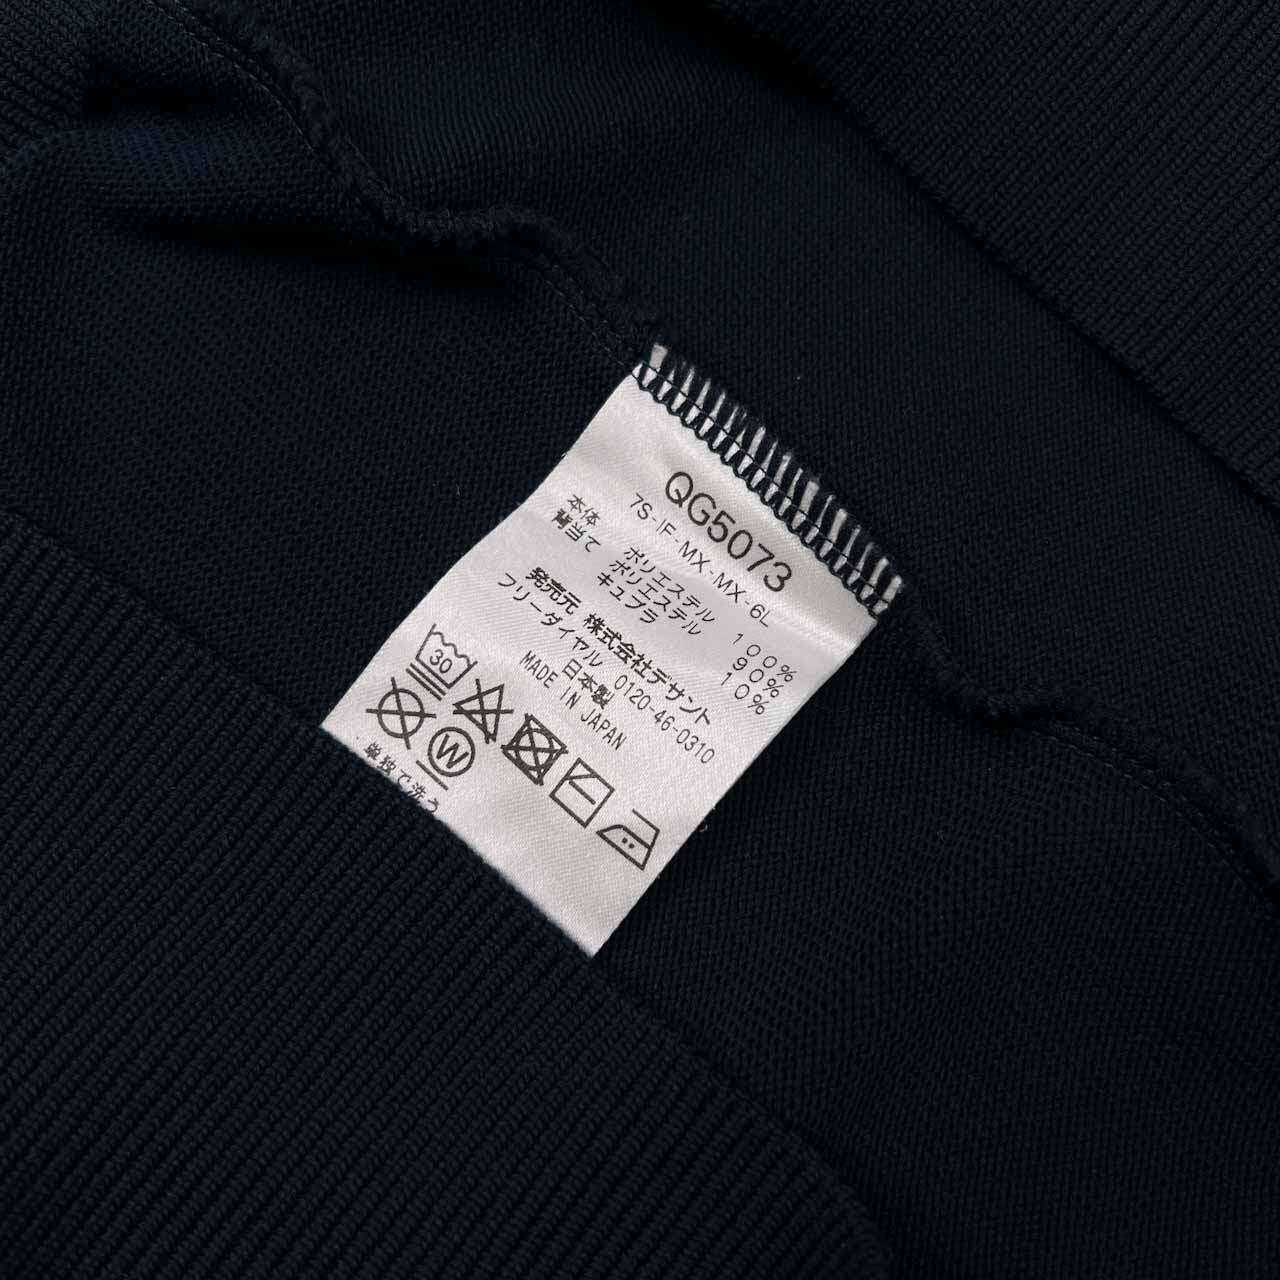 QG5073
7S-IF-MX-MX-6L
本体 ポリエステル 100%
背当て ポリエステル 90%
キュプラ 10%
発売元 株式会社デサント
フリーダイヤル 0120-46-0310
日本製
MADE IN JAPAN
30
W
単独で洗う